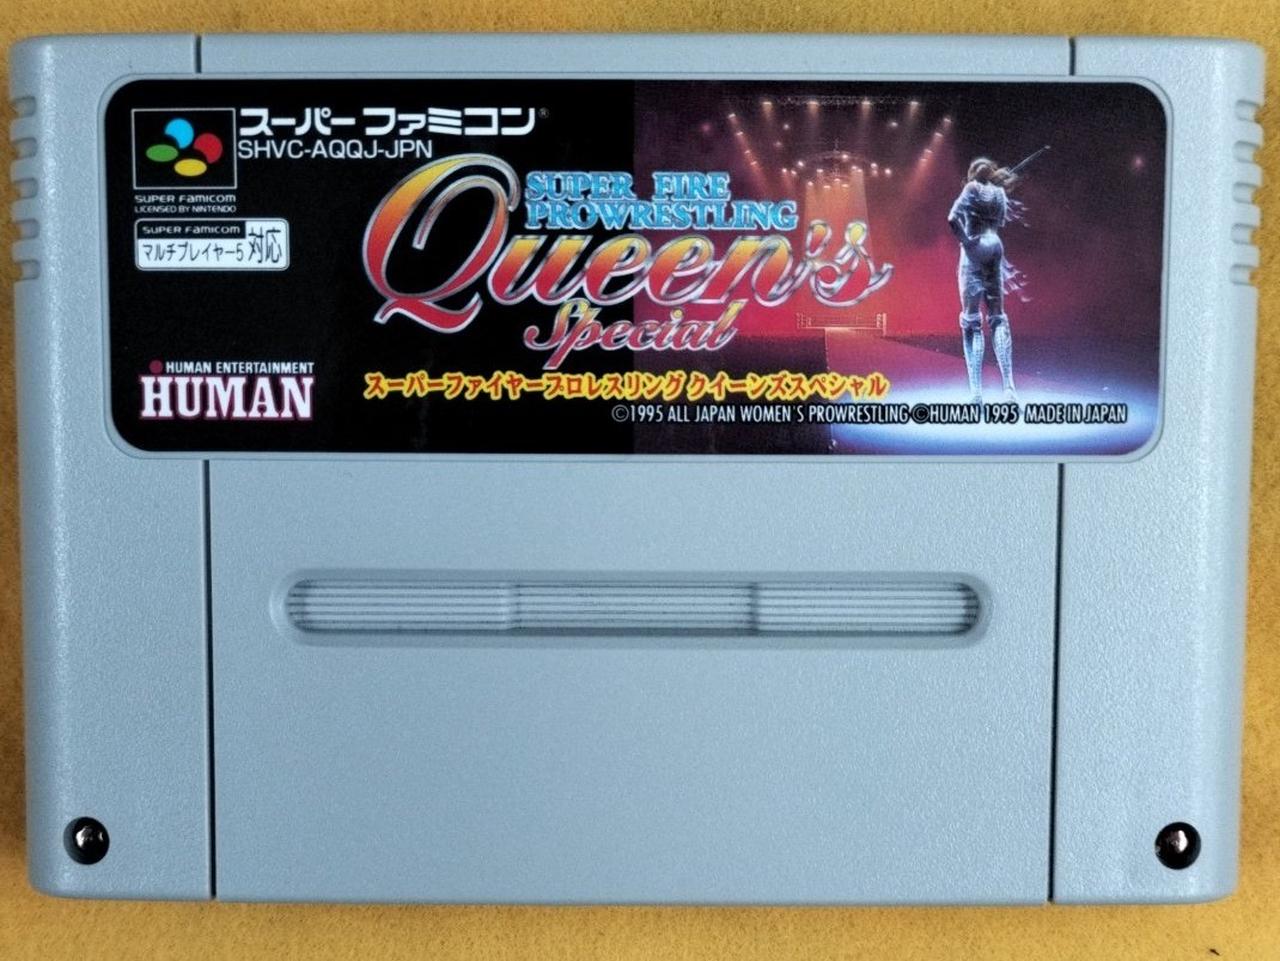 スーパーファミコン®
SHVC-AQQJ-JPN
SUPER FAMICOM
LICENSED BY NINTENDO
SUPER FAMICOM
マルチプレイヤー5 対応
SUPER FIRE
PROWRESTLING
Queen's
Special
HUMAN ENTERTAINMENT
HUMAN
スーパーファイヤープロレスリング クイーンズスペシャル
©1995 ALL JAPAN WOMEN'S PROWRESTLING ©HUMAN 1995 MADE IN JAPAN